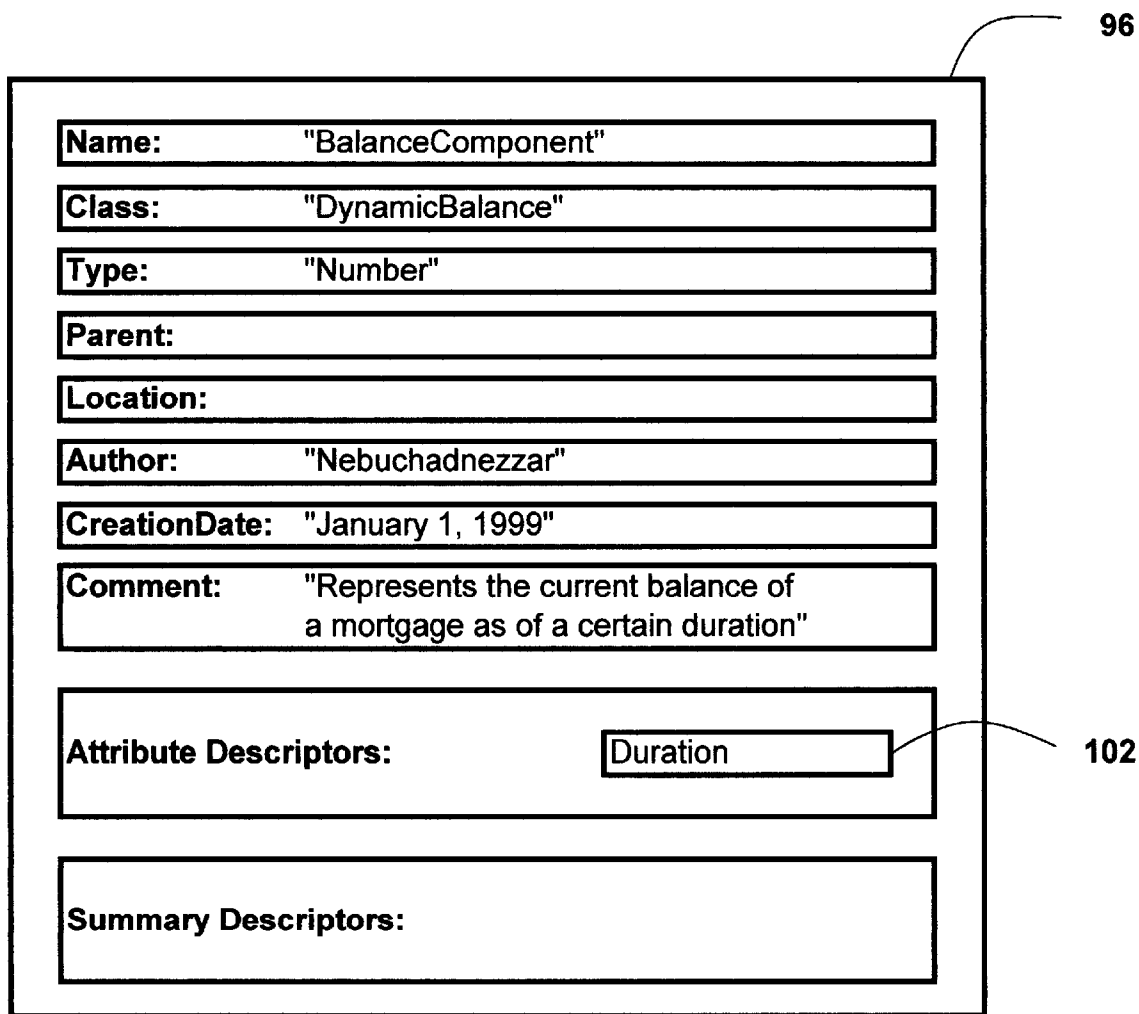 96
Name: "BalanceComponent"
Class: "DynamicBalance"
Type: "Number"
Parent:
Location:
Author: "Nebuchadnezzar"
CreationDate: "January 1, 1999"
Comment: "Represents the current balance of
a mortgage as of a certain duration"
Attribute Descriptors: Duration 102
Summary Descriptors: